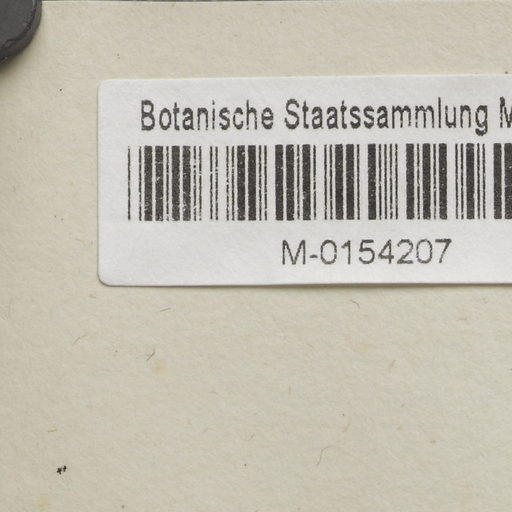 Botanische Staatssammlung M
M-0154207